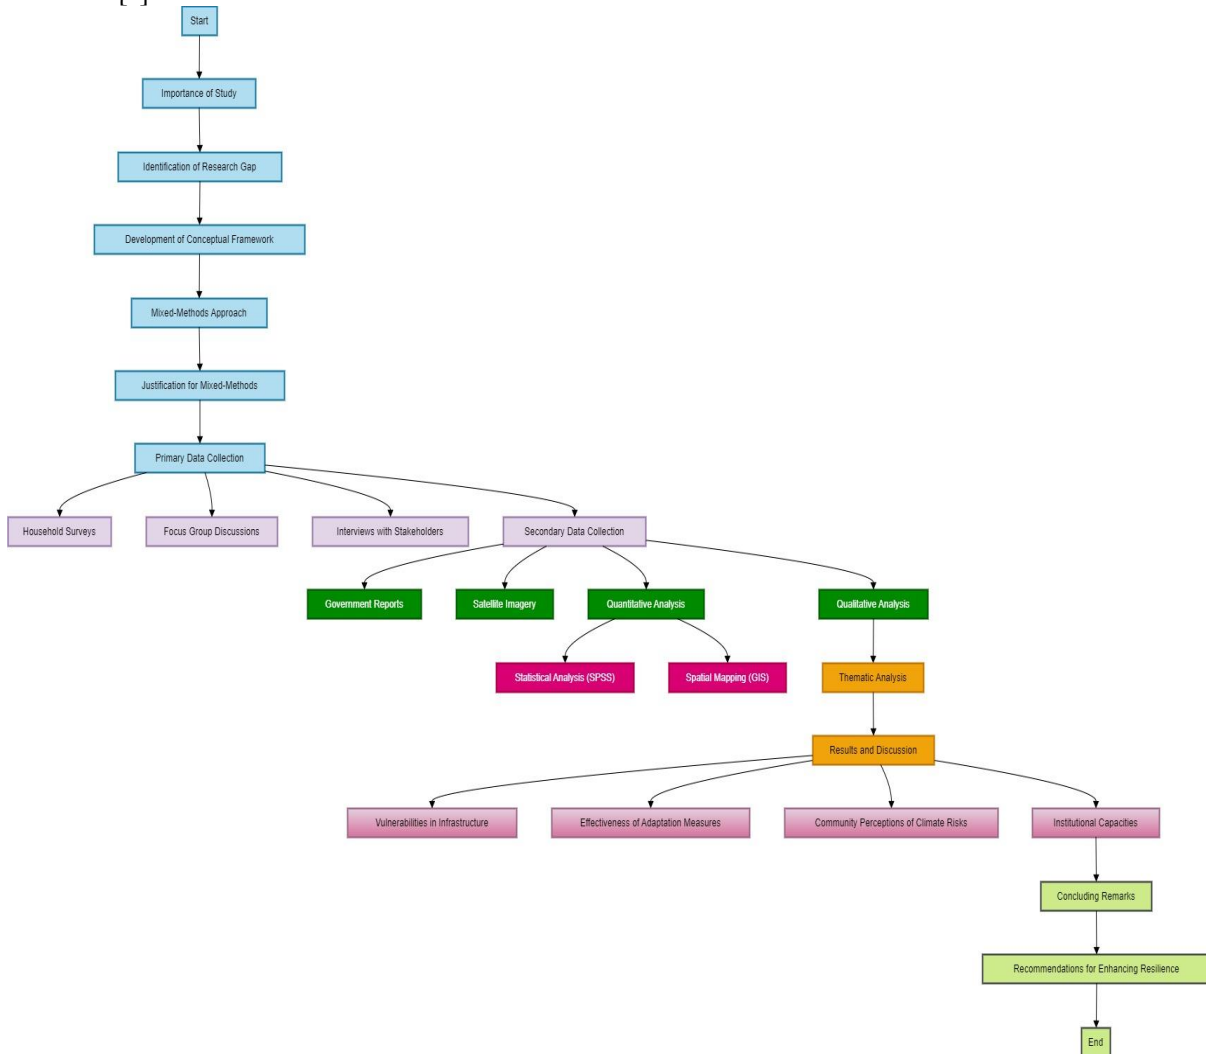 Start
Importance of Study
Identification of Research Gap
Development of Conceptual Framework
Mixed-Methods Approach
Justification for Mixed-Methods
Primary Data Collection
Household Surveys
Focus Group Discussions
Interviews with Stakeholders
Secondary Data Collection
Government Reports
Satellite Imagery
Quantitative Analysis
Qualitative Analysis
Statistical Analysis (SPSS)
Spatial Mapping (GIS)
Thematic Analysis
Results and Discussion
Vulnerabilities in Infrastructure
Effectiveness of Adaptation Measures
Community Perceptions of Climate Risks
Institutional Capacities
Concluding Remarks
Recommendations for Enhancing Resilience
End